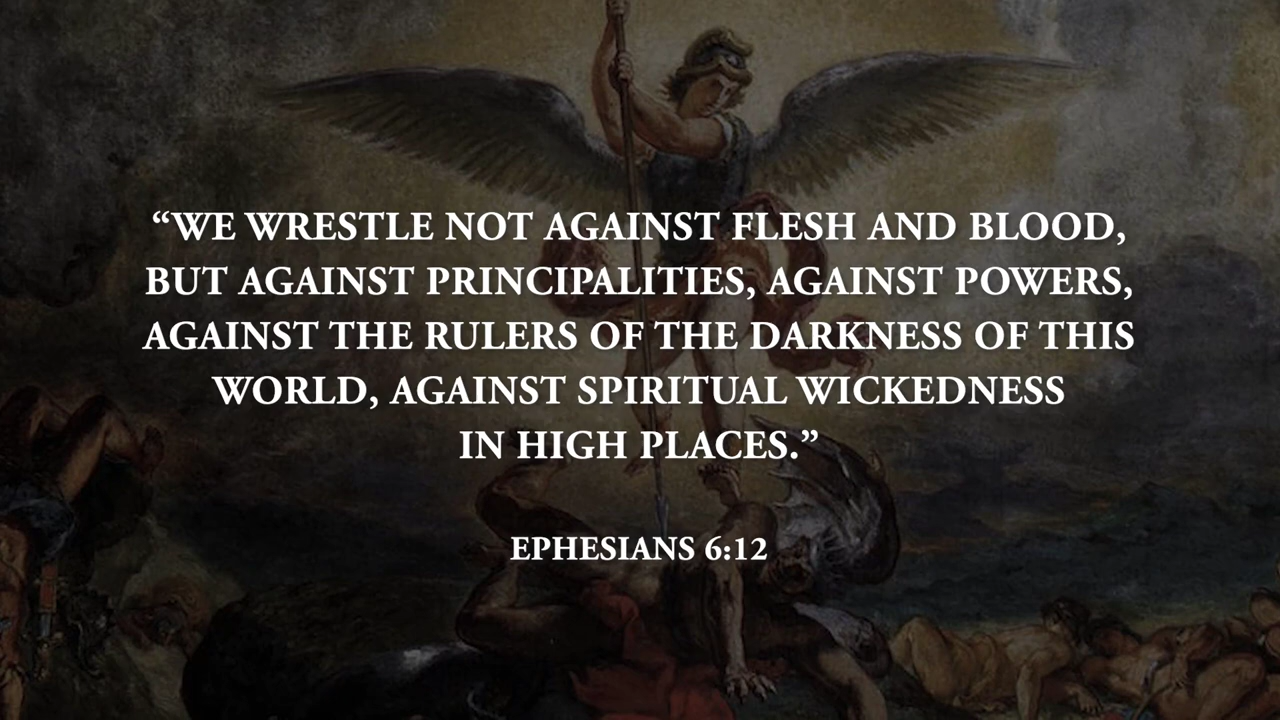 “WE WRESTLE NOT AGAINST FLESH AND BLOOD,
BUT AGAINST PRINCIPALITIES, AGAINST POWERS,
AGAINST THE RULERS OF THE DARKNESS OF THIS
WORLD, AGAINST SPIRITUAL WICKEDNESS
IN HIGH PLACES.”
EPHESIANS 6:12